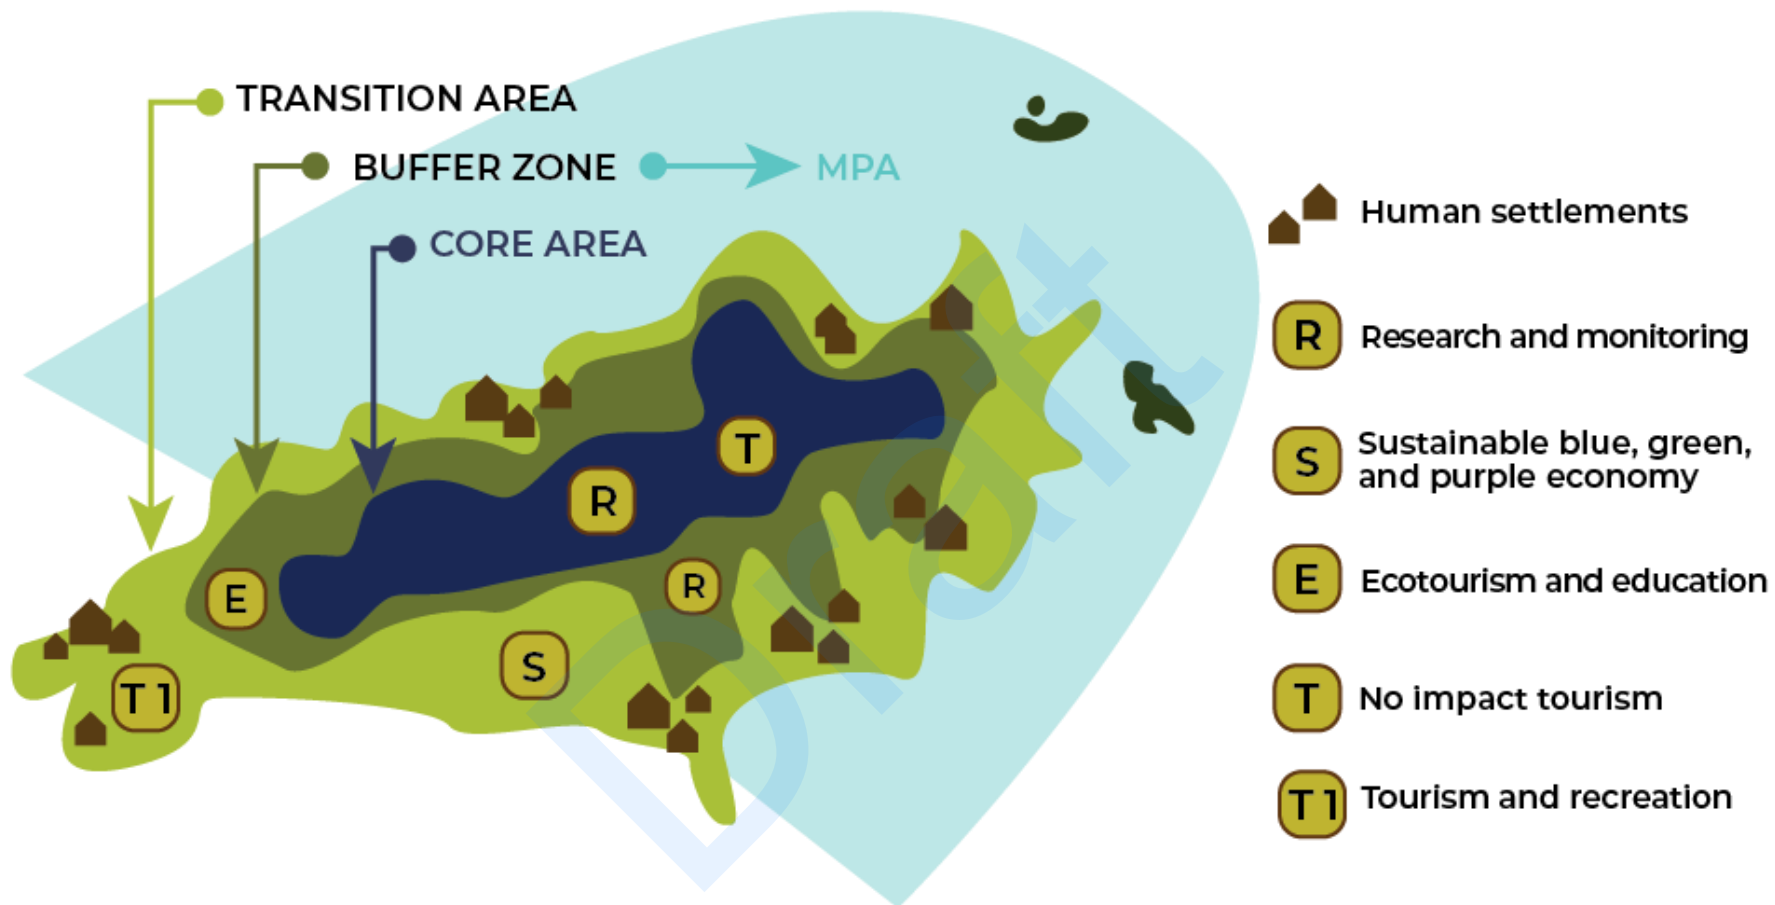 TRANSITION AREA
BUFFER ZONE
MPA
CORE AREA
T
R
E
R
S
T1
Human settlements
R
Research and monitoring
S
Sustainable blue, green,
and purple economy
E
Ecotourism and education
T
No impact tourism
T1
Tourism and recreation
Draft